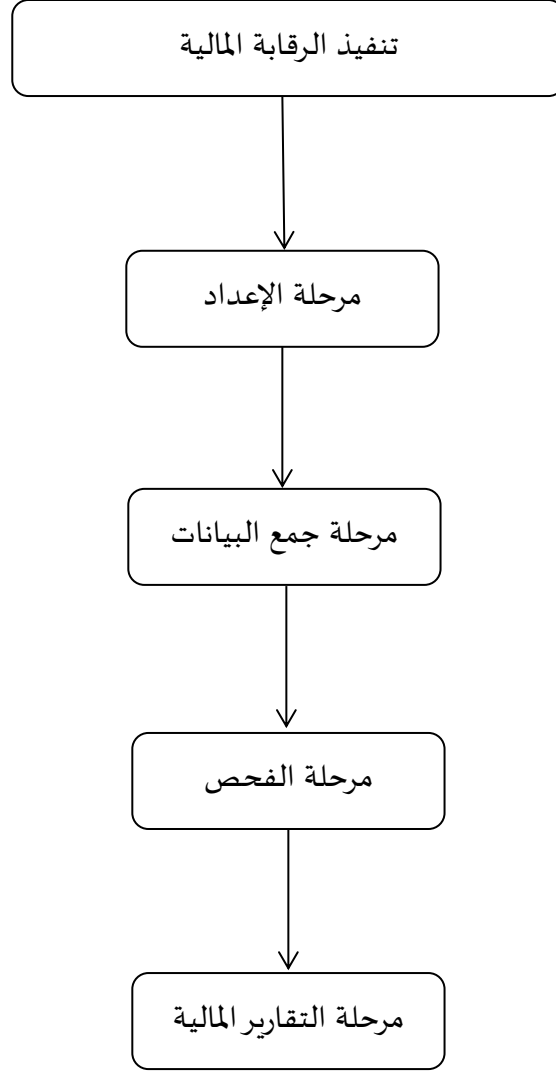 تنفيذ الرقابة المالية
مرحلة الإعداد
مرحلة جمع البيانات
مرحلة الفحص
مرحلة التقارير المالية